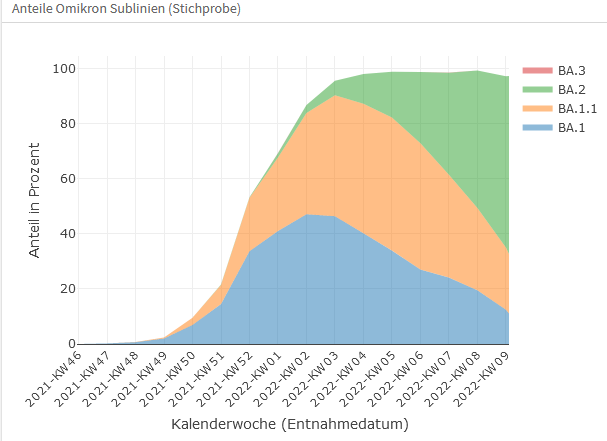 Anteile Omikron Sublinien (Stichprobe)
100
80
60
40
20
0
Anteil in Prozent
BA.3
BA.2
BA.1.1
BA.1
2021-KW46
2021-KW47
2021-KW48
2021-KW49
2021-KW50
2021-KW51
2021-KW52
2022-KW01
2022-KW02
2022-KW03
2022-KW04
2022-KW05
2022-KW06
2022-KW07
2022-KW08
2022-KW09
Kalenderwoche (Entnahmedatum)